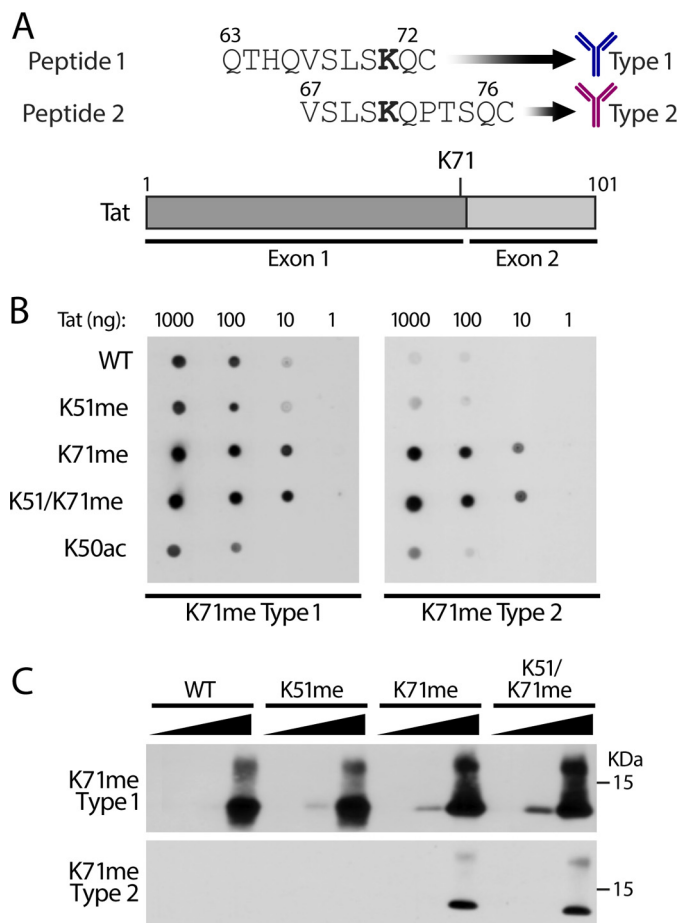 A
63 72
Peptide 1 QTHQVSLSKQC Type 1
67 76
Peptide 2 VSLSKQPTSQC Type 2
K71
1 101
Tat
Exon 1 Exon 2
B
Tat (ng): 1000 100 10 1 1000 100 10 1
WT
K51me
K71me
K51/K71me
K50ac
K71me Type 1 K71me Type 2
C
WT K51me K71me K51/
K71me
KDa
K71me
Type 1
15
K71me
Type 2
15